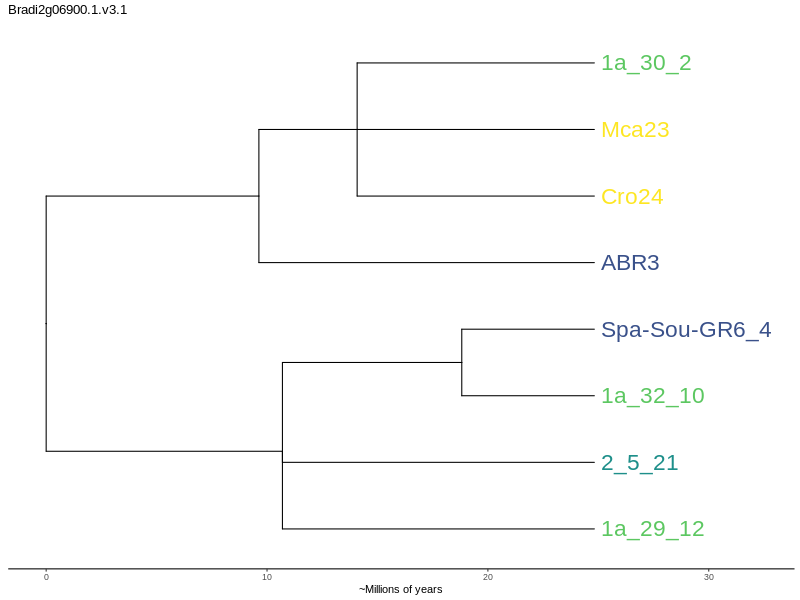 Bradi2g06900.1.v3.1
1a_30_2
Mca23
Cro24
ABR3
Spa-Sou-GR6_4
1a_32_10
2_5_21
1a_29_12
0 10 20 30
~Millions of years